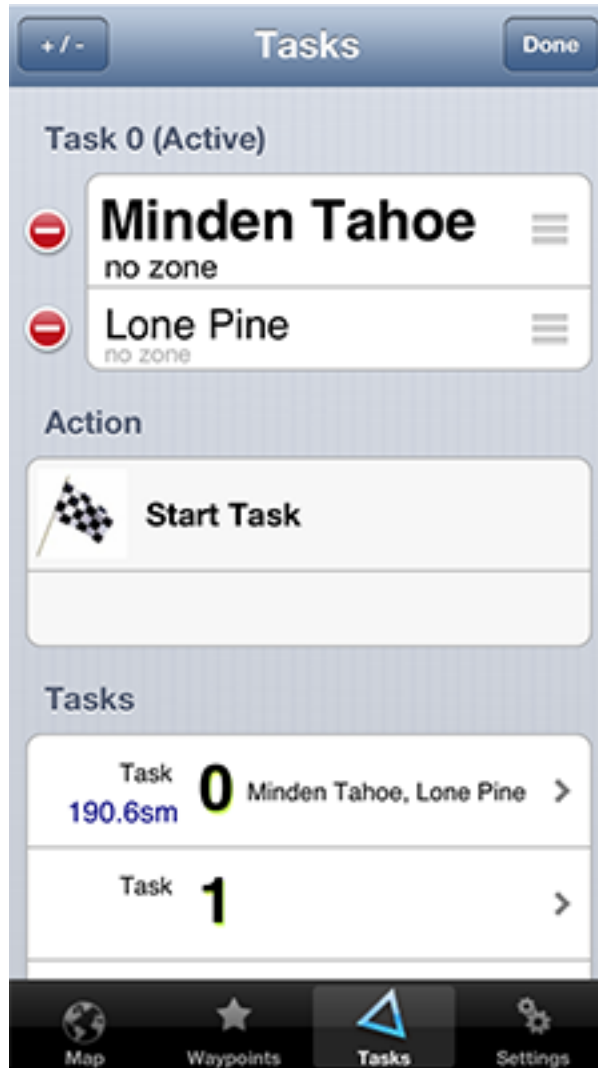 +/-
Tasks
Done
Task 0 (Active)
Minden Tahoe
no zone
Lone Pine
no zone
Action
Start Task
Tasks
Task
190.6sm
0
Minden Tahoe, Lone Pine
Task
1
Map
Waypoints
Tasks
Settings